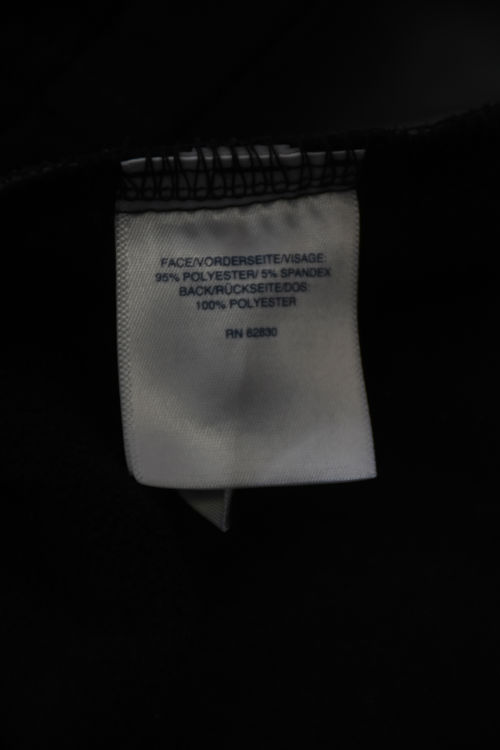 FACE/VORDERSEITE/VISAGE:
95% POLYESTER/ 5% SPANDEX
BACK/RÜCKSEITE/DOS:
100% POLYESTER
RN 82830